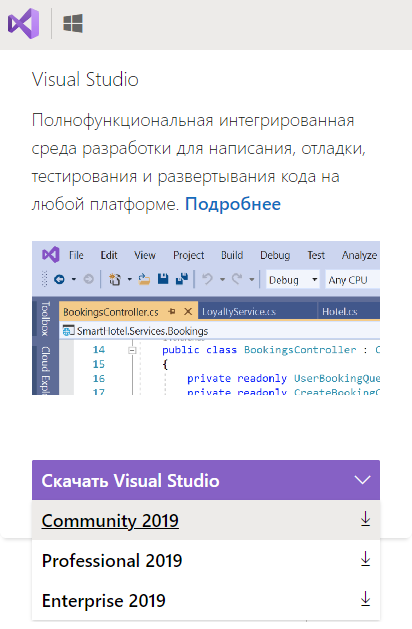 Visual Studio
Полнофункциональная интегрированная
среда разработки для написания, отладки,
тестирования и развертывания кода на
любой платформе. Подробнее
File Edit View Project Build Debug Test Analyze
Debug Any CPU
BookingsController.cs LoyaltyService.cs Hotel.cs
Toolbox
Cloud Explo
SmartHotel.Services.Bookings
14 public class BookingsController : C
15 {
16 private readonly UserBookingQue
17 private readonly CreateBookingC
Скачать Visual Studio
Community 2019
Professional 2019
Enterprise 2019